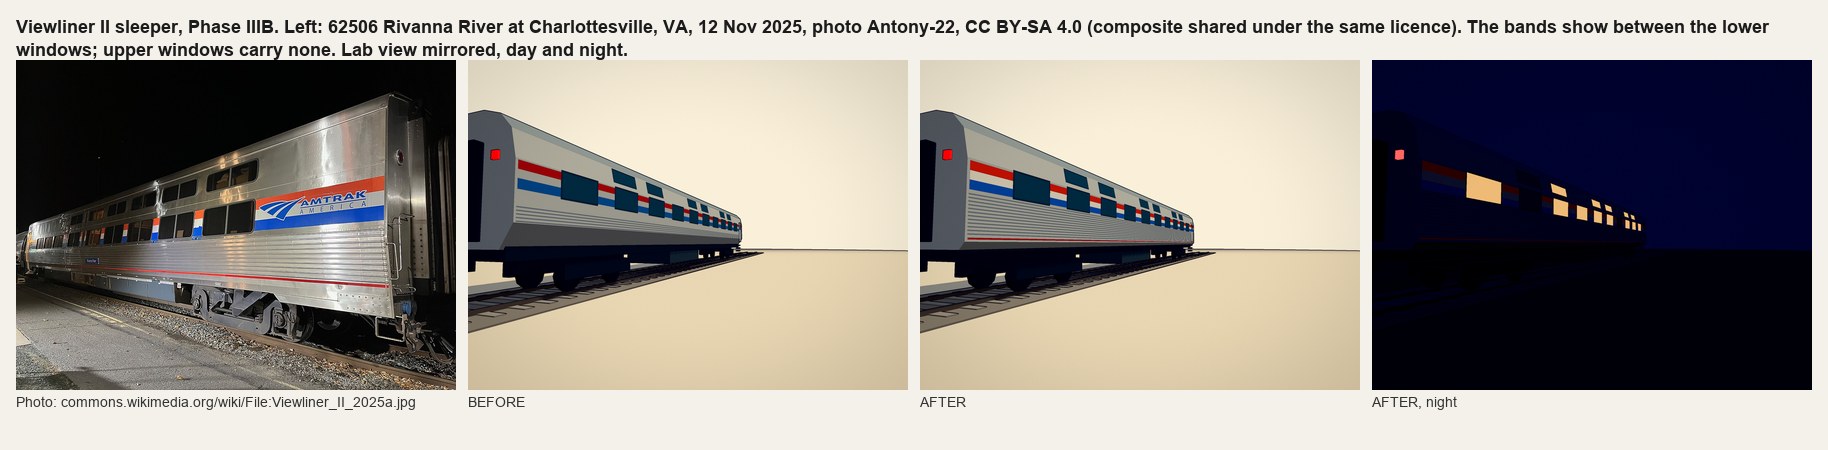 Viewliner II sleeper, Phase IIIB. Left: 62506 Rivanna River at Charlottesville, VA, 12 Nov 2025, photo Antony-22, CC BY-SA 4.0 (composite shared under the same licence). The bands show between the lower
windows; upper windows carry none. Lab view mirrored, day and night.
AMTRAK
AMERICA
Photo: commons.wikimedia.org/wiki/File:Viewliner_II_2025a.jpg
BEFORE
AFTER
AFTER, night